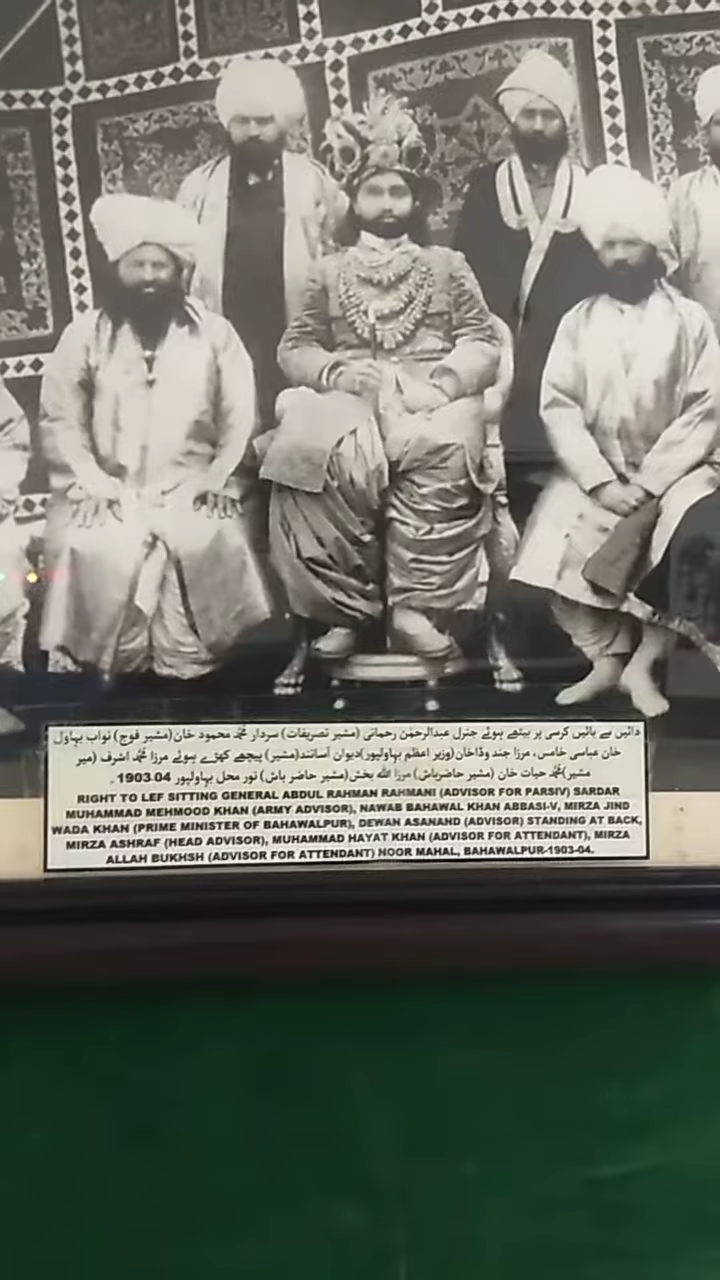 دائیں سے بائیں کرسی پر بیٹھے ہوئے جنرل عبدالرحمٰن رحمانی (مشیر تصریفات) سردار محمد محمود خان(مشیر فوج) نواب بہاول
خان عباسی خامس، مرزا جند وڈاخان(وزیر اعظم بہاولپور)دیوان آسانند(مشیر) پیچھے کھڑے ہوئے مرزا محمد اشرف (میر
مشیر)محمد حیات خان (مشیر حاضرباش) مرزا اللہ بخش(مشیر حاضر باش) نور محل بہاولپور 04-1903۔
RIGHT TO LEF SITTING GENERAL ABDUL RAHMAN RAHMANI (ADVISOR FOR PARSIV) SARDAR
MUHAMMAD MEHMOOD KHAN (ARMY ADVISOR), NAWAB BAHAWAL KHAN ABBASI-V, MIRZA JIND
WADA KHAN (PRIME MINISTER OF BAHAWALPUR), DEWAN ASANAND (ADVISOR) STANDING AT BACK,
MIRZA ASHRAF (HEAD ADVISOR), MUHAMMAD HAYAT KHAN (ADVISOR FOR ATTENDANT), MIRZA
ALLAH BUKHSH (ADVISOR FOR ATTENDANT) NOOR MAHAL, BAHAWALPUR-1903-04.